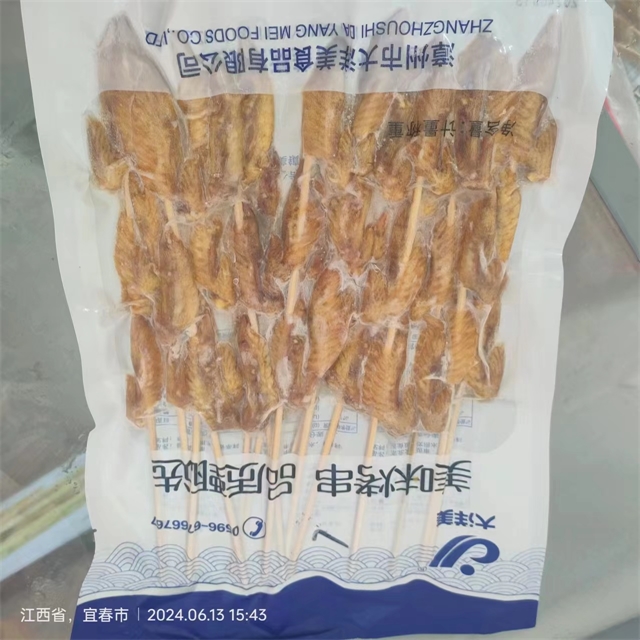 大洋美
美味烤串 品质甄选
0596-6766767
净含量:计量称重
漳州市大洋美食品有限公司
ZHANGZHOUSHI DA YANG MEI FOODS CO.,LTD
江西省，宜春市 | 2024.06.13 15:43